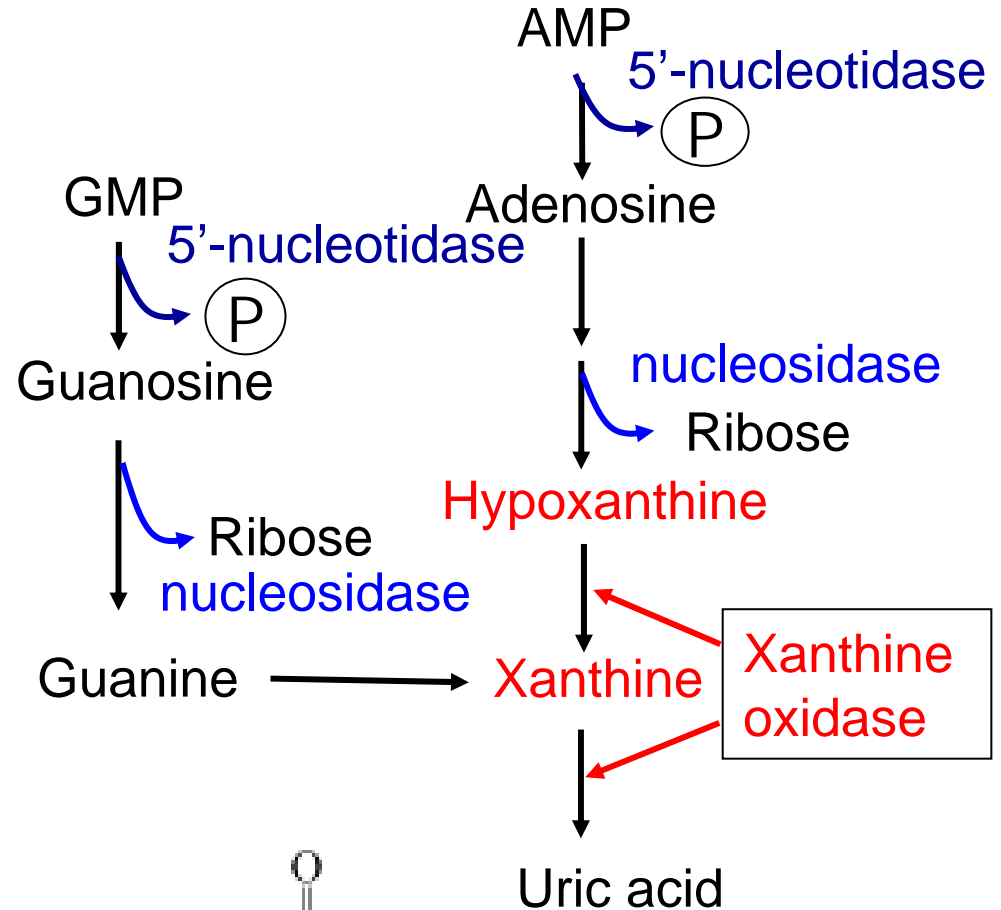 AMP
5’-nucleotidase
P
GMP
Adenosine
5’-nucleotidase
P
Guanosine
nucleosidase
Ribose
Hypoxanthine
Ribose
nucleosidase
Guanine
Xanthine
Xanthine
oxidase
Uric acid